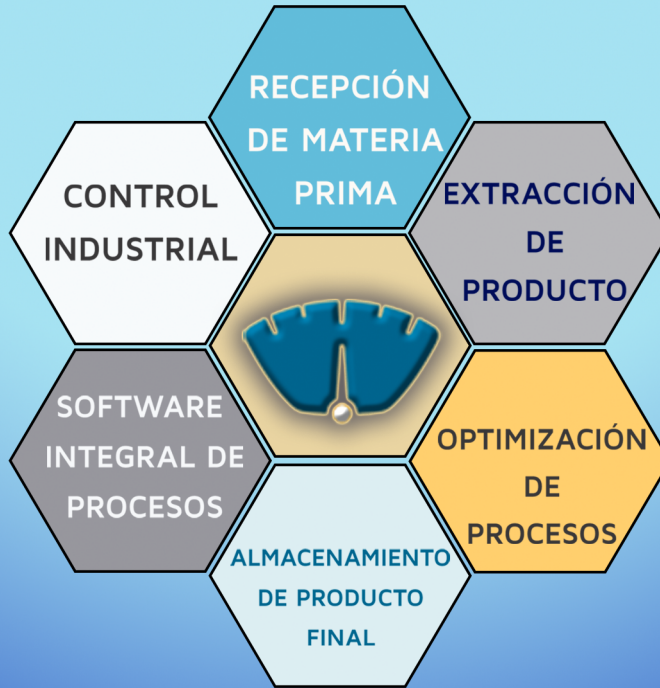 RECEPCIÓN
DE MATERIA
PRIMA
EXTRACCIÓN
DE
PRODUCTO
OPTIMIZACIÓN
DE
PROCESOS
ALMACENAMIENTO
DE PRODUCTO
FINAL
SOFTWARE
INTEGRAL DE
PROCESOS
CONTROL
INDUSTRIAL